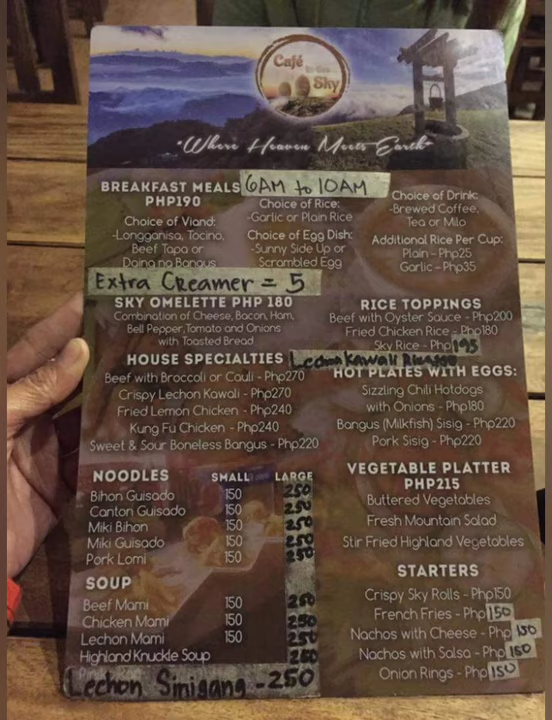 Café
in the
Sky
"Where Heaven Meets Earth"
BREAKFAST MEALS 6AM to 10AM
PHP190
Choice of Viand:
-Longganisa, Tocino,
Beef Tapa or
Daing na Bangus
Choice of Rice:
-Garlic or Plain Rice
Choice of Egg Dish:
-Sunny Side Up or
Scrambled Egg
Choice of Drink:
-Brewed Coffee,
Tea or Milo
Additional Rice Per Cup:
Plain - Php25
Garlic - Php35
Extra Creamer = 5
SKY OMELETTE PHP 180
Combination of Cheese, Bacon, Ham,
Bell Pepper, Tomato and Onions
with Toasted Bread
RICE TOPPINGS
Beef with Oyster Sauce - Php200
Fried Chicken Rice - Php180
Sky Rice - Php195
Lechon Kawali
HOUSE SPECIALTIES
Beef with Broccoli or Cauli - Php270
Crispy Lechon Kawali - Php270
Fried Lemon Chicken - Php240
Kung Fu Chicken - Php240
Sweet & Sour Boneless Bangus - Php220
HOT PLATES WITH EGGS:
Sizzling Chili Hotdogs
with Onions - Php180
Bangus (Milkfish) Sisig - Php220
Pork Sisig - Php220
NOODLES SMALL LARGE
Bihon Guisado 150 250
Canton Guisado 150 250
Miki Bihon 150 250
Miki Guisado 150 250
Pork Lomi 150 250
SOUP
Beef Mami 150 250
Chicken Mami 150 250
Lechon Mami 150 250
Highland Knuckle Soup 250
Lechon Sinigang - 250
VEGETABLE PLATTER
PHP215
Buttered Vegetables
Fresh Mountain Salad
Stir Fried Highland Vegetables
STARTERS
Crispy Sky Rolls - Php150
French Fries - Php150
Nachos with Cheese - Php 150
Nachos with Salsa - Php 150
Onion Rings - Php150